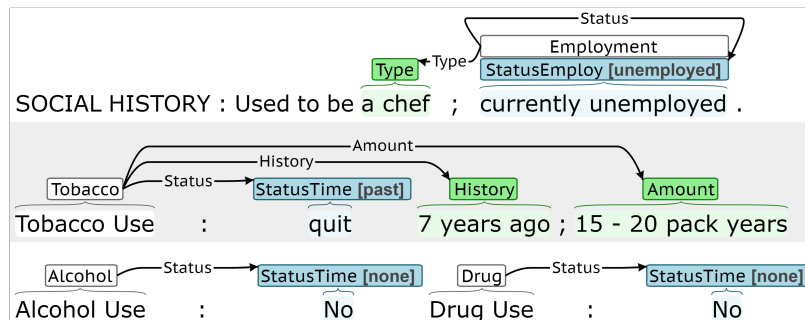 Status
Employment
Type Type StatusEmploy [unemployed]
SOCIAL HISTORY : Used to be a chef ; currently unemployed .
Amount
History
Tobacco Status StatusTime [past] History Amount
Tobacco Use : quit 7 years ago ; 15 - 20 pack years
Alcohol Status StatusTime [none] Drug Status StatusTime [none]
Alcohol Use : No Drug Use : No